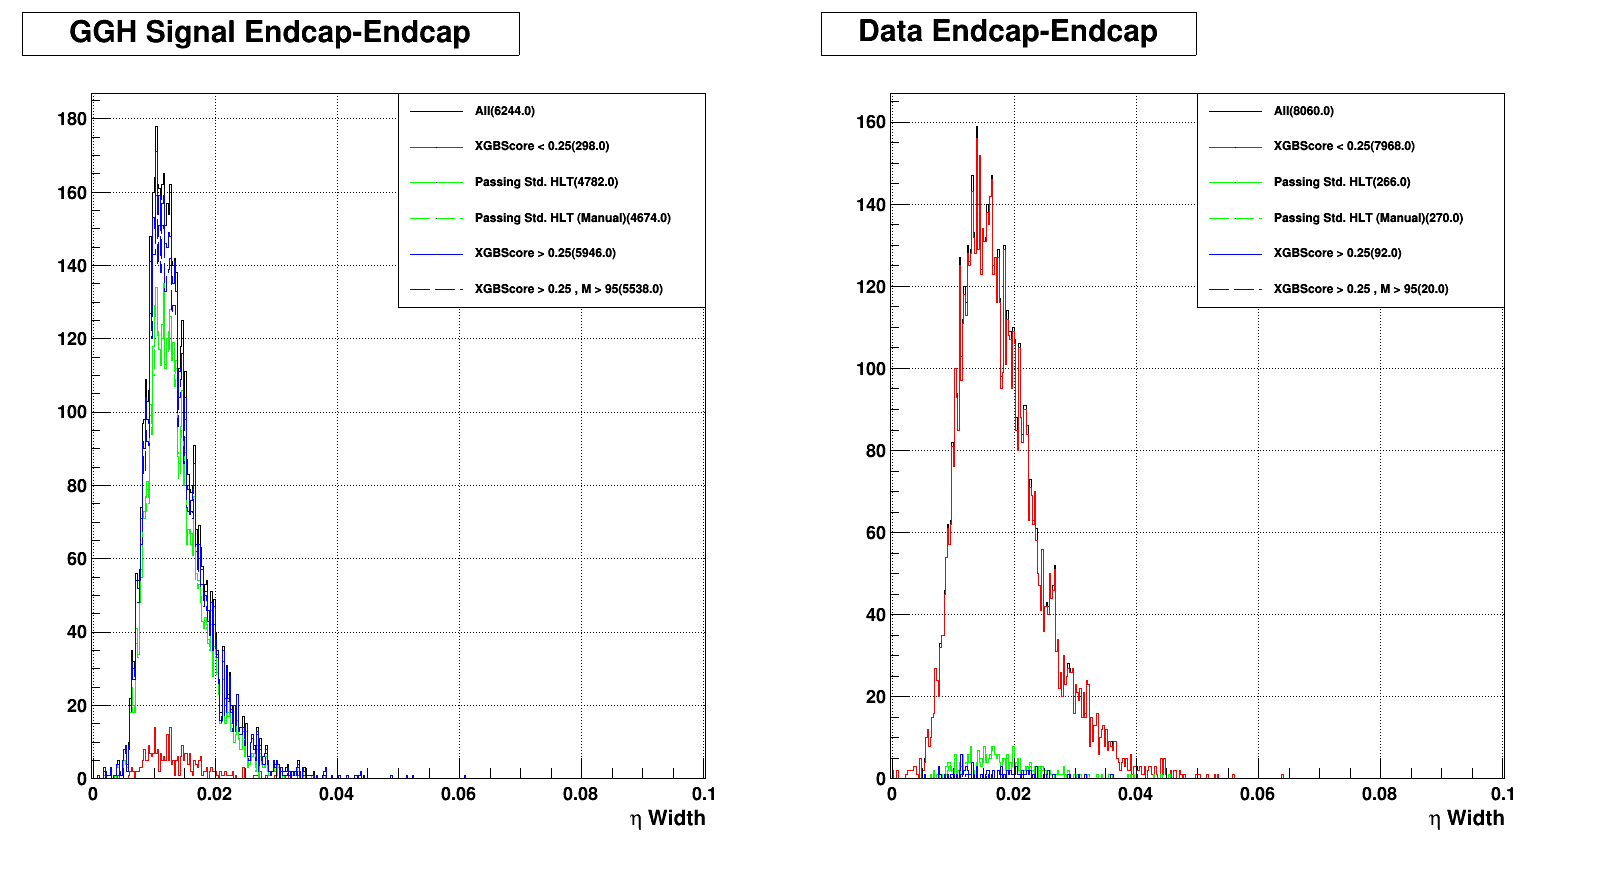 GGH Signal Endcap-Endcap
All(6244.0)
XGBScore < 0.25(298.0)
Passing Std. HLT(4782.0)
Passing Std. HLT (Manual)(4674.0)
XGBScore > 0.25(5946.0)
XGBScore > 0.25 , M > 95(5538.0)
180
160
140
120
100
80
60
40
20
0
0 0.02 0.04 0.06 0.08 0.1
η Width
Data Endcap-Endcap
All(8060.0)
XGBScore < 0.25(7968.0)
Passing Std. HLT(266.0)
Passing Std. HLT (Manual)(270.0)
XGBScore > 0.25(92.0)
XGBScore > 0.25 , M > 95(20.0)
160
140
120
100
80
60
40
20
0
0 0.02 0.04 0.06 0.08 0.1
η Width